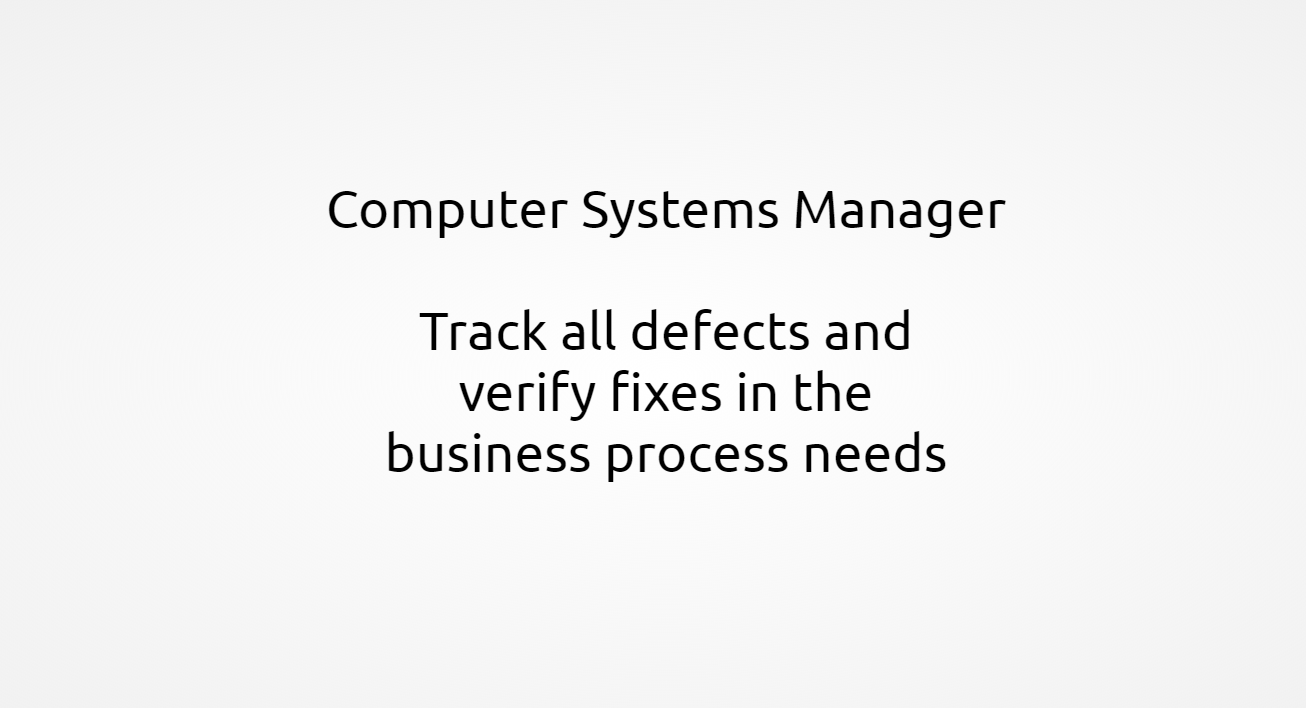 Computer Systems Manager
Track all defects and
verify fixes in the
business process needs